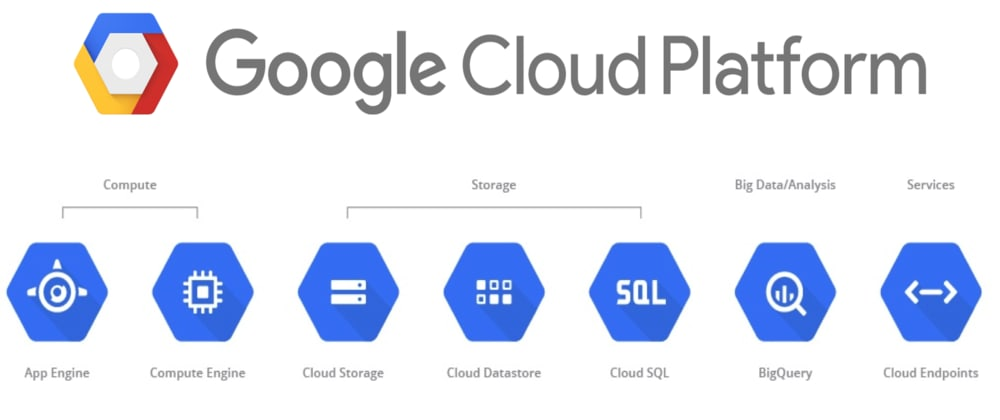 Google Cloud Platform
Compute
Storage
Big Data/Analysis
Services
SQL
App Engine
Compute Engine
Cloud Storage
Cloud Datastore
Cloud SQL
BigQuery
Cloud Endpoints